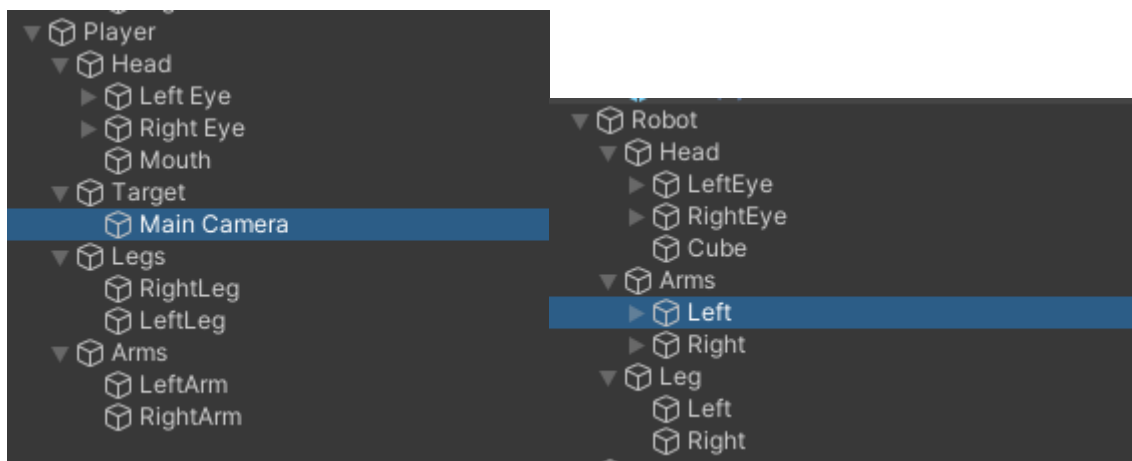 Player
Head
Left Eye
Right Eye
Mouth
Target
Main Camera
Legs
RightLeg
LeftLeg
Arms
LeftArm
RightArm
Robot
Head
LeftEye
RightEye
Cube
Arms
Left
Right
Leg
Left
Right